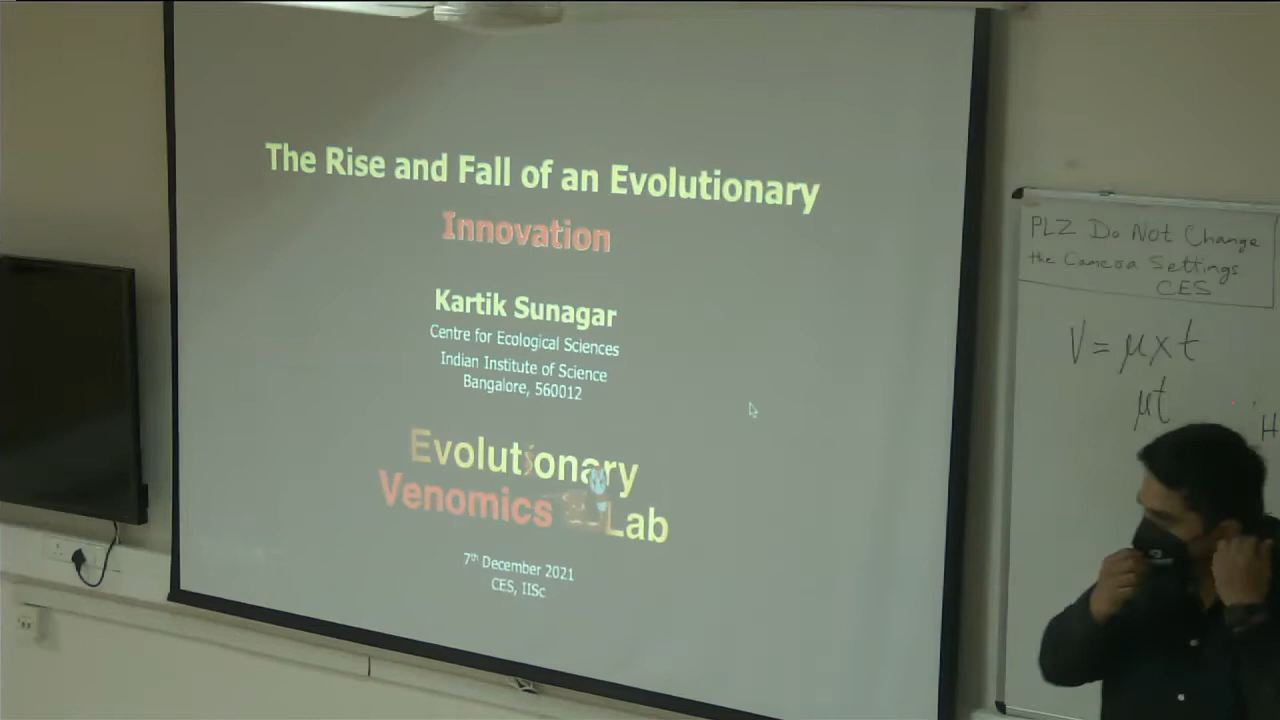 The Rise and Fall of an Evolutionary
Innovation
Kartik Sunagar
Centre for Ecological Sciences
Indian Institute of Science
Bangalore, 560012
Evolutionary
Venomics Lab
7th December 2021
CES, IISc
PLZ Do Not Change
the Camera Settings
CES
V = μ x t
μt
H